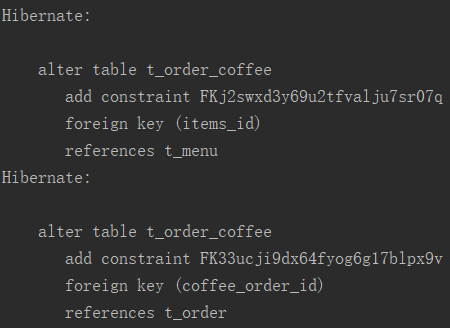 Hibernate:
alter table t_order_coffee
add constraint FKj2swxd3y69u2tfvalju7sr07q
foreign key (items_id)
references t_menu
Hibernate:
alter table t_order_coffee
add constraint FK33ucji9dx64fyog6g17blpx9v
foreign key (coffee_order_id)
references t_order